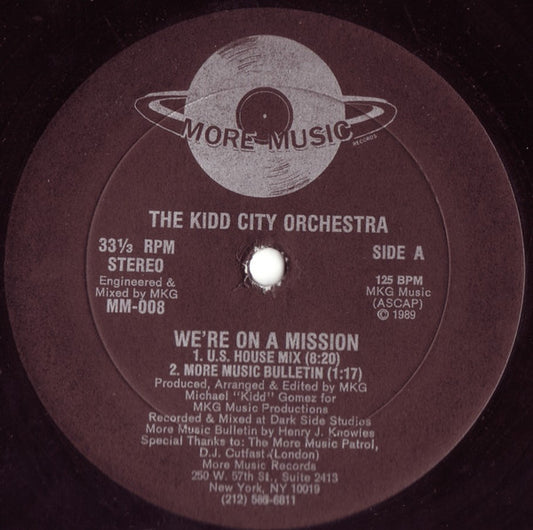 MORE MUSIC
RECORDS
THE KIDD CITY ORCHESTRA
33⅓ RPM
STEREO
Engineered &
Mixed by MKG
MM-008
SIDE A
125 BPM
MKG Music
(ASCAP)
© 1989
WE'RE ON A MISSION
1. U.S. HOUSE MIX (8:20)
2. MORE MUSIC BULLETIN (1:17)
Produced, Arranged & Edited by MKG
Michael "Kidd" Gomez for
MKG Music Productions
Recorded & Mixed at Dark Side Studios
More Music Bulletin by Henry J. Knowles
Special Thanks to: The More Music Patrol,
D.J. Cutfast (London)
More Music Records
250 W. 57th St., Suite 2413
New York, NY 10019
(212)